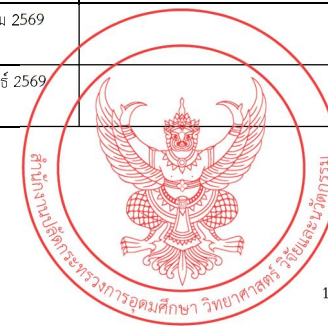 ม 2569
ธ์ 2569
สำนักงานปลัดกระทรวงการอุดมศึกษา วิทยาศาสตร์ วิจัยและนวัตกรรม
1